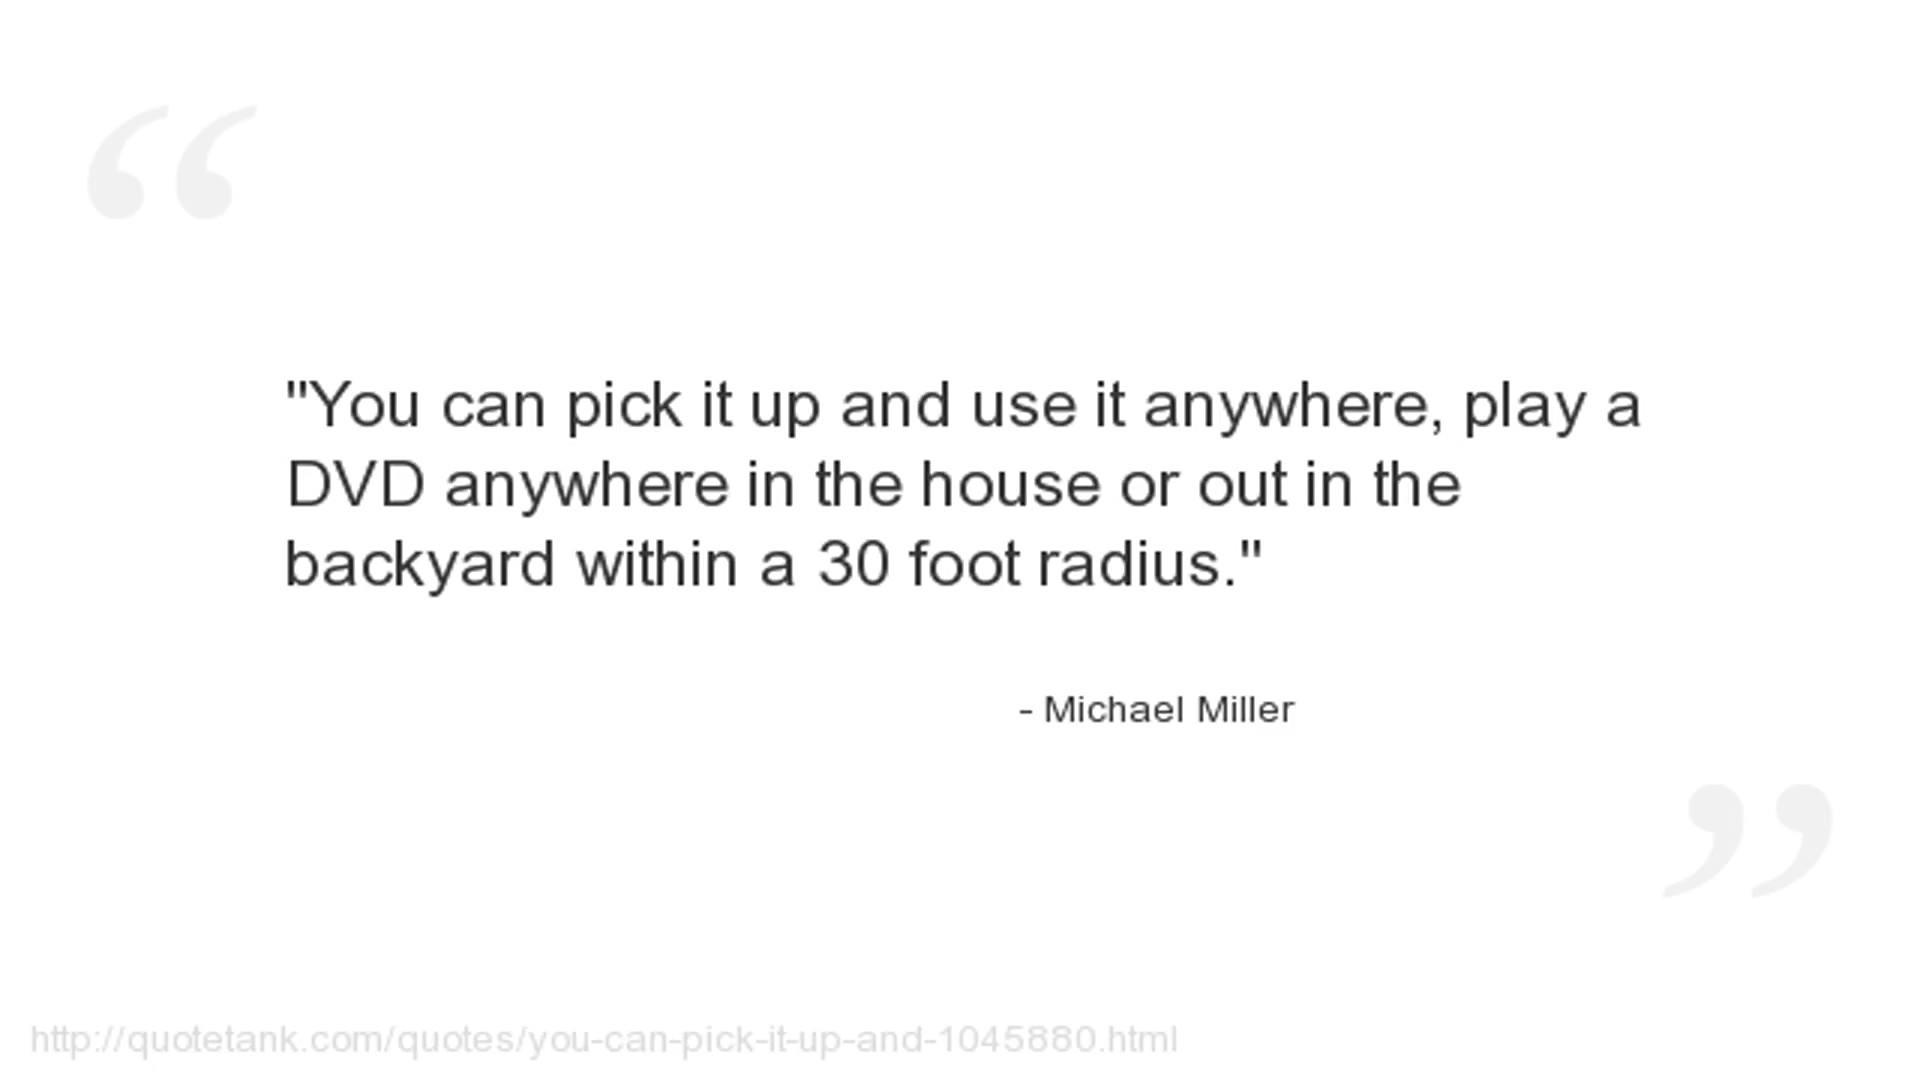 "You can pick it up and use it anywhere, play a
DVD anywhere in the house or out in the
backyard within a 30 foot radius."
- Michael Miller
http://quotetank.com/quotes/you-can-pick-it-up-and-1045880.html